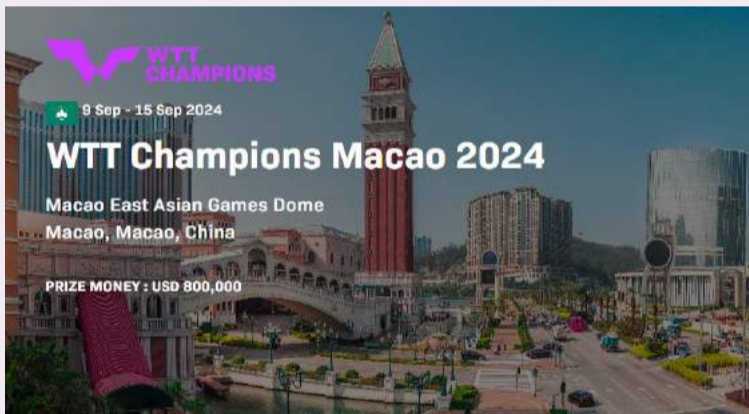 WTT
CHAMPIONS
9 Sep - 15 Sep 2024
WTT Champions Macao 2024
Macao East Asian Games Dome
Macao, Macao, China
PRIZE MONEY : USD 800,000